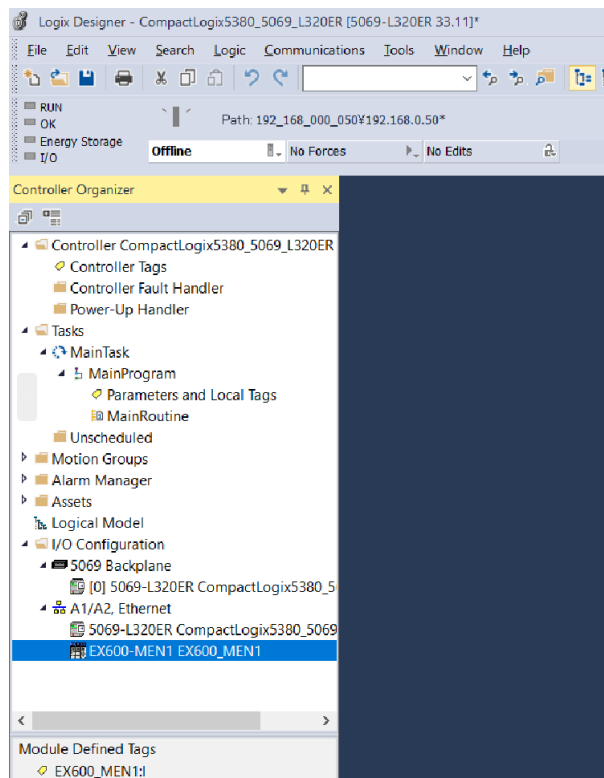 Logix Designer - CompactLogix5380_5069_L320ER [5069-L320ER 33.11]*
File Edit View Search Logic Communications Tools Window Help
RUN
OK
Energy Storage
I/O
Path: 192_168_000_050¥192.168.0.50*
Offline No Forces No Edits
Controller Organizer
Controller CompactLogix5380_5069_L320ER
Controller Tags
Controller Fault Handler
Power-Up Handler
Tasks
MainTask
MainProgram
Parameters and Local Tags
MainRoutine
Unscheduled
Motion Groups
Alarm Manager
Assets
Logical Model
I/O Configuration
5069 Backplane
[0] 5069-L320ER CompactLogix5380_5
A1/A2, Ethernet
5069-L320ER CompactLogix5380_5069
EX600-MEN1 EX600_MEN1
Module Defined Tags
EX600_MEN1:I